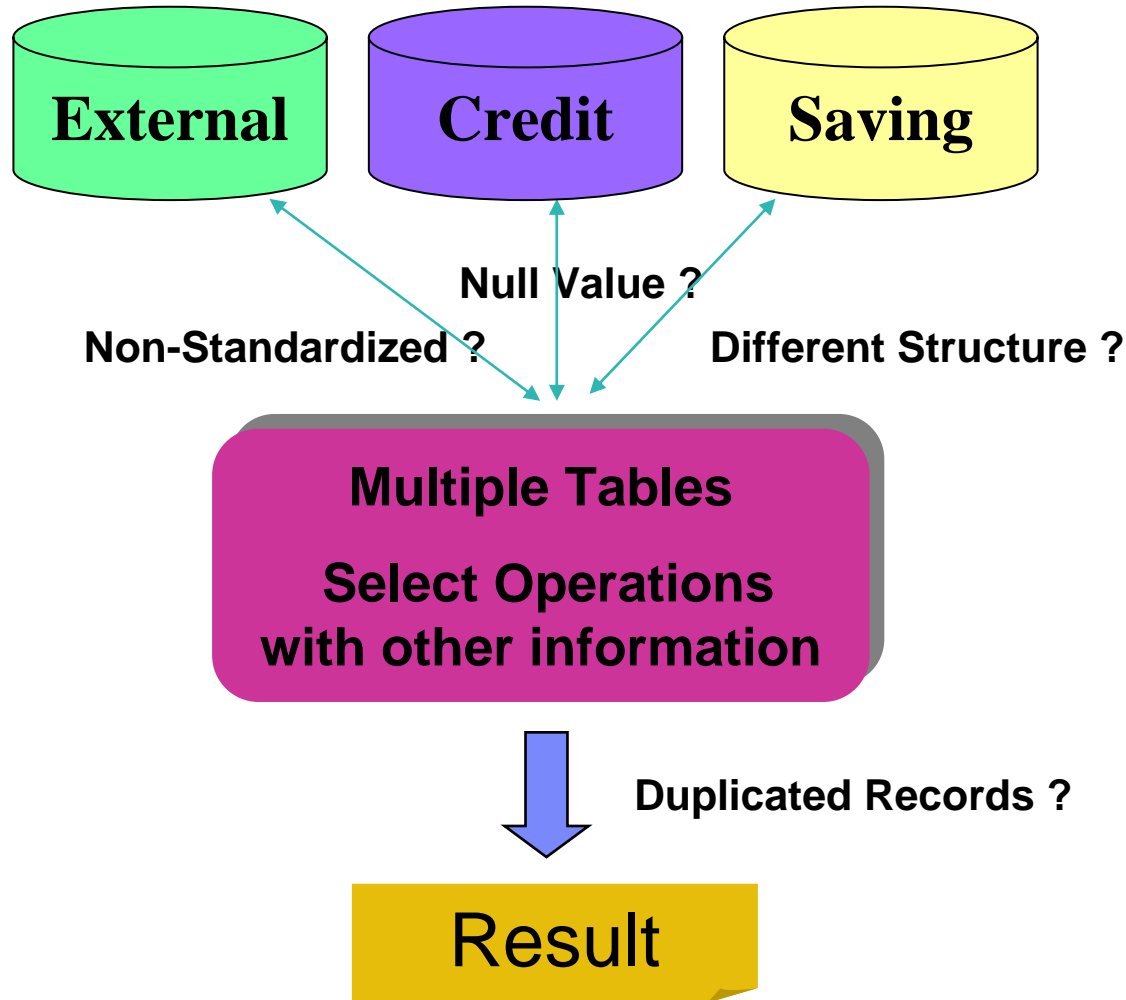 External
Credit
Saving
Null Value ?
Non-Standardized ?
Different Structure ?
Multiple Tables
Select Operations
with other information
Duplicated Records ?
Result